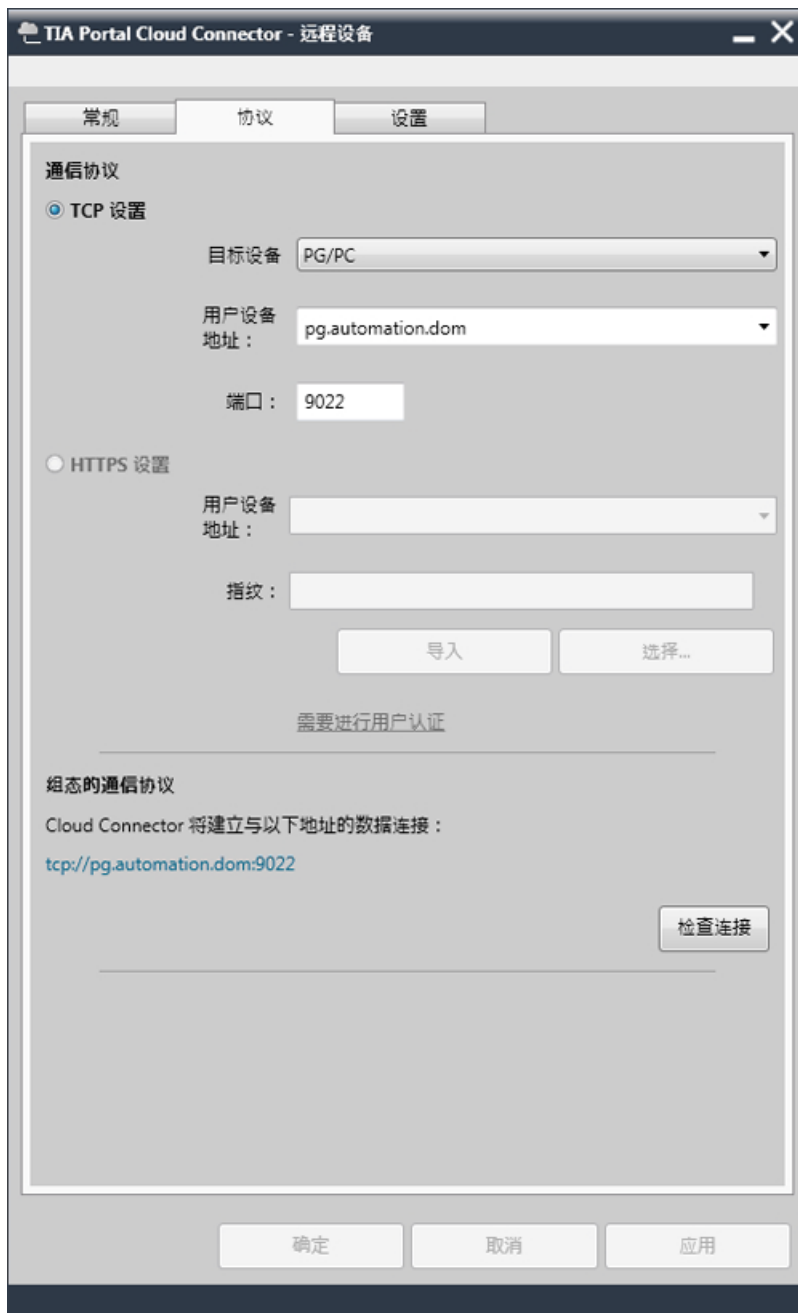 TIA Portal Cloud Connector - 远程设备
常规 协议 设置
通信协议
TCP 设置
目标设备 PG/PC
用户设备
地址： pg.automation.dom
端口： 9022
HTTPS 设置
用户设备
地址：
指纹：
导入 选择...
需要进行用户认证
组态的通信协议
Cloud Connector 将建立与以下地址的数据连接：
tcp://pg.automation.dom:9022
检查连接
确定 取消 应用